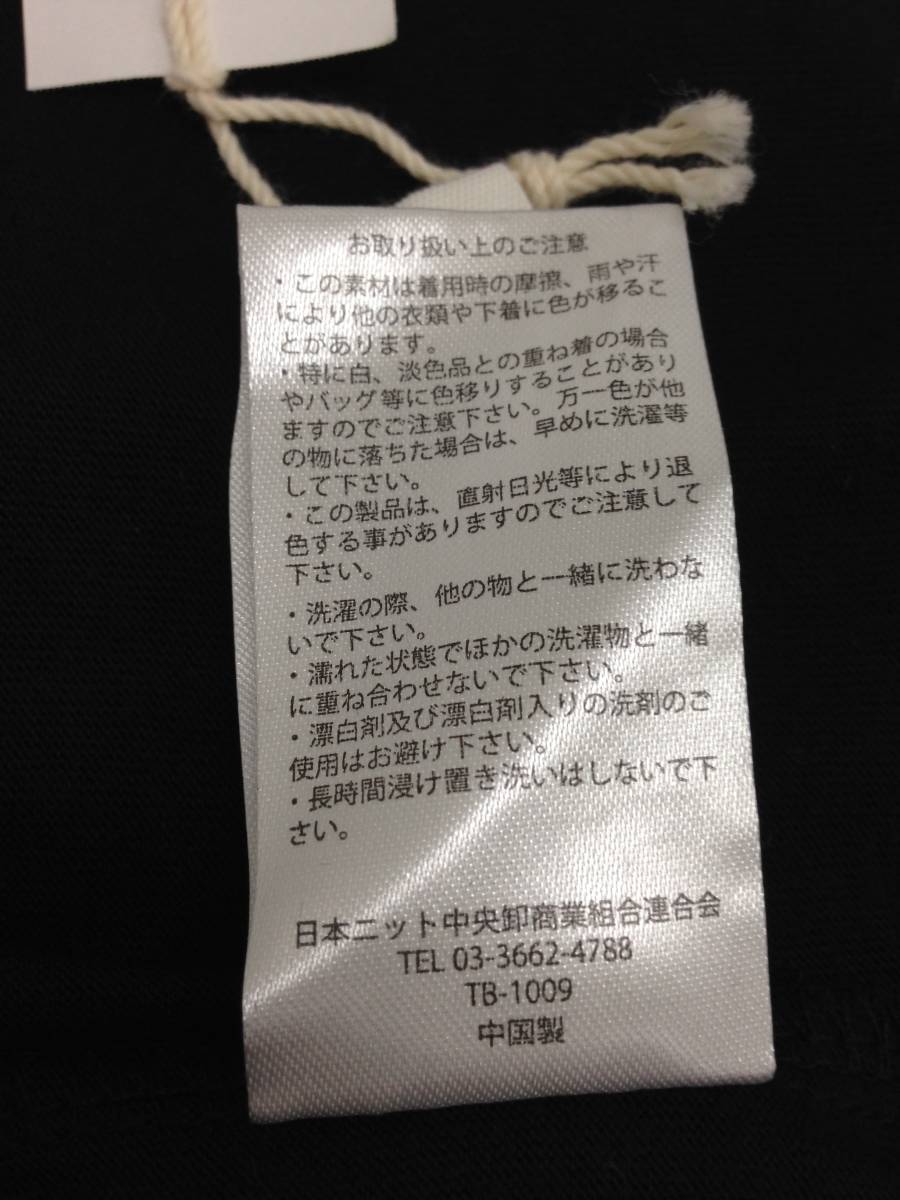 お取り扱い上のご注意
・この素材は着用時の摩擦、雨や汗
により他の衣類や下着に色が移るこ
とがあります。
・特に白、淡色品との重ね着の場合
やバッグ等に色移りすることがあり
ますのでご注意下さい。万一色が他
の物に落ちた場合は、早めに洗濯等
して下さい。
・この製品は、直射日光等により退
色する事がありますのでご注意して
下さい。
・洗濯の際、他の物と一緒に洗わな
いで下さい。
・濡れた状態でほかの洗濯物と一緒
に重ね合わせないで下さい。
・漂白剤及び漂白剤入りの洗剤のご
使用はお避け下さい。
・長時間浸け置き洗いはしないで下
さい。
日本ニット中央卸商業組合連合会
TEL 03-3662-4788
TB-1009
中国製